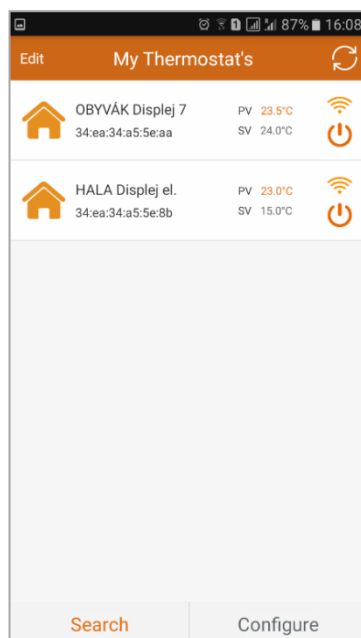 87% 16:08
Edit My Thermostat's
OBYVÁK Displej 7 PV 23.5°C
34:ea:34:a5:5e:aa SV 24.0°C
HALA Displej el. PV 23.0°C
34:ea:34:a5:5e:8b SV 15.0°C
Search Configure